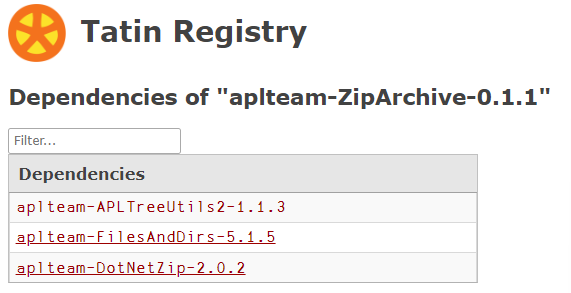 Tatin Registry
Dependencies of "aplteam-ZipArchive-0.1.1"
Filter...
Dependencies
aplteam-APLTreeUtils2-1.1.3
aplteam-FilesAndDirs-5.1.5
aplteam-DotNetZip-2.0.2